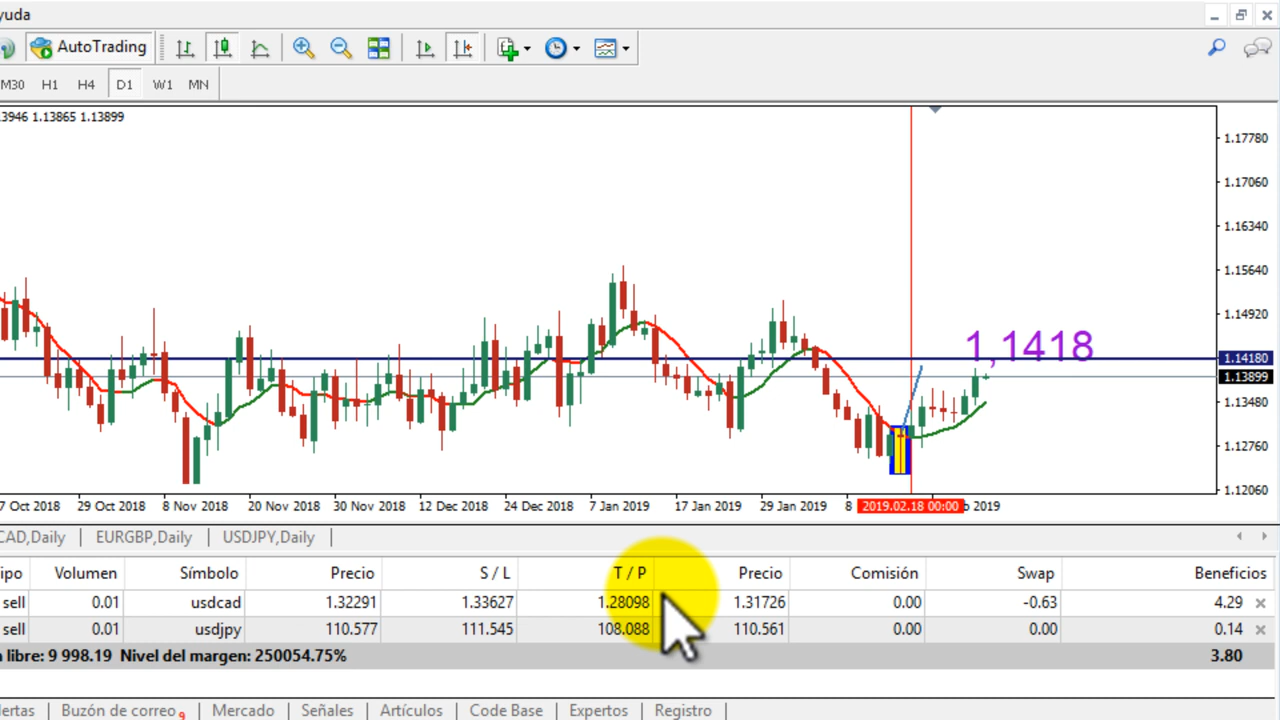 yuda
AutoTrading
M30 H1 H4 D1 W1 MN
.3946 1.13865 1.13899
1.17780
1.17060
1.16340
1.15640
1.14920
1,1418
1.14180
1.13899
1.13480
1.12760
1.12060
7 Oct 2018 29 Oct 2018 8 Nov 2018 20 Nov 2018 30 Nov 2018 12 Dec 2018 24 Dec 2018 7 Jan 2019 17 Jan 2019 29 Jan 2019 8 2019.02.18 00:00 b 2019
CAD,Daily | EURGBP,Daily | USDJPY,Daily |
ipo Volumen Símbolo Precio S / L T / P Precio Comisión Swap Beneficios
sell 0.01 usdcad 1.32291 1.33627 1.28098 1.31726 0.00 -0.63 4.29
sell 0.01 usdjpy 110.577 111.545 108.088 110.561 0.00 0.00 0.14
libre: 9 998.19 Nivel del margen: 250054.75% 3.80
lertas | Buzón de correo 9 | Mercado | Señales | Artículos | Code Base | Expertos | Registro |